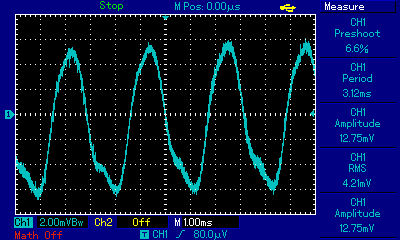 Stop M Pos: 0.00µs Measure
CH1
Preshoot
6.6%
CH1
Period
3.12ms
1
CH1
Amplitude
12.75mV
CH1
RMS
4.21mV
CH1
Amplitude
12.75mV
Ch1 2.00mVBw Ch2 Off M 1.00ms
Math Off T CH1 80.0µV